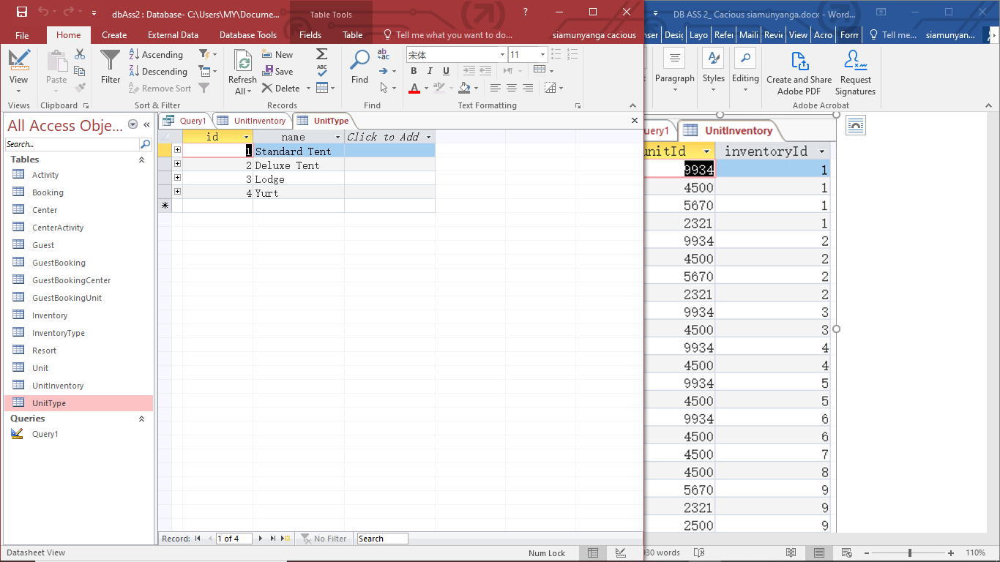 dbAss2 : Database- C:\Users\MY\Docume...
Table Tools
?
File
Home
Create
External Data
Database Tools
Fields
Table
Tell me what you want to do...
siamunyanga cacious
View
Views
Paste
Clipboard
Filter
Ascending
Descending
Remove Sort
Sort & Filter
Refresh
All
New
Save
Delete
Records
Σ
ABC
Find
ab
ac
Find
宋体
11
B I U
A
Text Formatting
All Access Obje...
Search...
Tables
Activity
Booking
Center
CenterActivity
Guest
GuestBooking
GuestBookingCenter
GuestBookingUnit
Inventory
InventoryType
Resort
Unit
UnitInventory
UnitType
Queries
Query1
Query1
UnitInventory
UnitType
id name Click to Add
1 Standard Tent
2 Deluxe Tent
3 Lodge
4 Yurt
Record:
1 of 4
No Filter
Search
Datasheet View
Num Lock
DB ASS 2_ Cacious siamunyanga.docx - Word...
nser
Desig
Layo
Refer
Maili
Revie
View
Acro
Form
Tell me...
siamunyan...
Paragraph
Styles
Editing
Create and Share
Adobe PDF
Request
Signatures
Adobe Acrobat
uery1
UnitInventory
unitId inventoryId
9934 1
4500 1
5670 1
2321 1
9934 2
4500 2
5670 2
2321 2
9934 3
4500 3
9934 4
4500 4
9934 5
4500 5
9934 6
4500 6
4500 7
4500 8
5670 9
2321 9
2500 9
930 words
110%